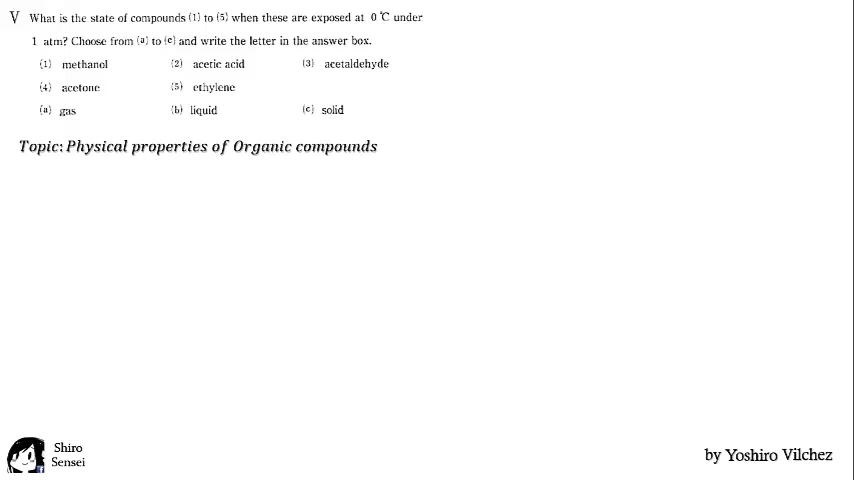 V What is the state of compounds (1) to (5) when these are exposed at 0 ℃ under
1 atm? Choose from (a) to (c) and write the letter in the answer box.
(1) methanol (2) acetic acid (3) acetaldehyde
(4) acetone (5) ethylene
(a) gas (b) liquid (c) solid
Topic: Physical properties of Organic compounds
Shiro
Sensei
by Yoshiro Vilchez